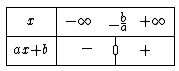 x −∞ −b/a +∞
ax+b − 0 +